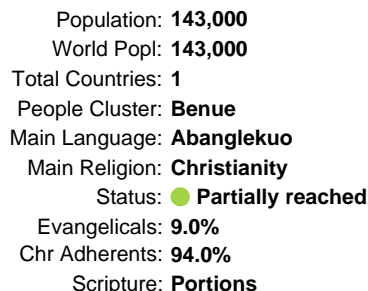 Population: 143,000
World Popl: 143,000
Total Countries: 1
People Cluster: Benue
Main Language: Abanglekuo
Main Religion: Christianity
Status: Partially reached
Evangelicals: 9.0%
Chr Adherents: 94.0%
Scripture: Portions